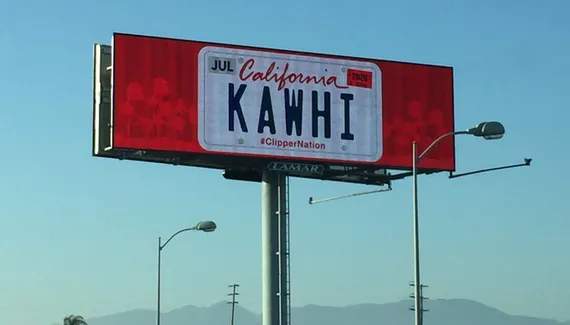 JUL California 2020
KAWHI
#ClipperNation
LAMAR